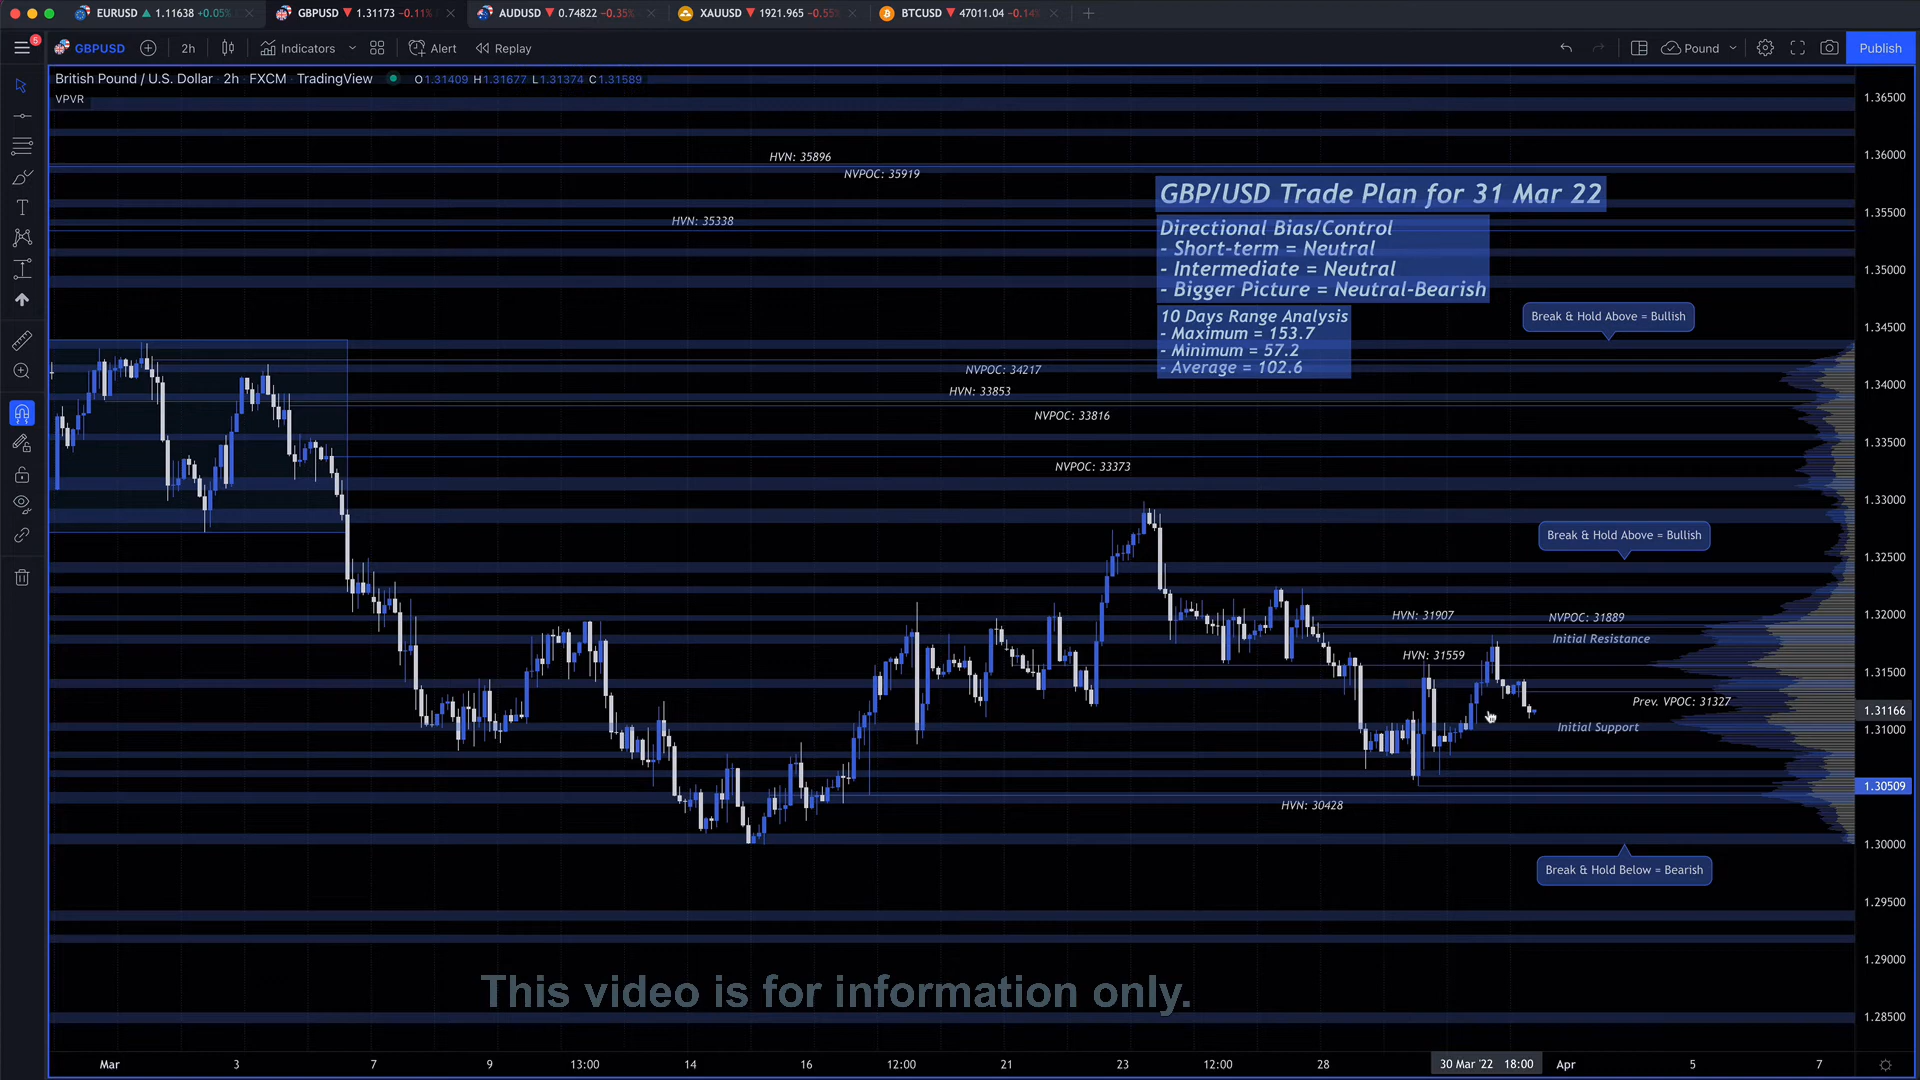 EURUSD 1.11638 +0.05%
GBPUSD 1.31173 −0.11%
AUDUSD 0.74822 −0.35%
XAUUSD 1921.965 −0.55%
BTCUSD 47011.04 −0.14%
5
GBPUSD 2h Indicators Alert Replay Pound Publish
British Pound / U.S. Dollar · 2h · FXCM · TradingView O1.31409 H1.31677 L1.31374 C1.31589
VPVR
1.36500
HVN: 35896
1.36000
NVPOC: 35919
GBP/USD Trade Plan for 31 Mar 22
1.35500
HVN: 35338
Directional Bias/Control
- Short-term = Neutral
- Intermediate = Neutral
1.35000
- Bigger Picture = Neutral-Bearish
10 Days Range Analysis
Break & Hold Above = Bullish
1.34500
- Maximum = 153.7
- Minimum = 57.2
- Average = 102.6
NVPOC: 34217
1.34000
HVN: 33853
NVPOC: 33816
1.33500
NVPOC: 33373
1.33000
Break & Hold Above = Bullish
1.32500
1.32000
HVN: 31907
NVPOC: 31889
Initial Resistance
HVN: 31559
1.31500
Prev. VPOC: 31327
1.31166
Initial Support
1.31000
1.30509
HVN: 30428
1.30000
Break & Hold Below = Bearish
1.29500
1.29000
This video is for information only.
1.28500
Mar 3 7 9 13:00 14 16 12:00 21 23 12:00 28 30 Mar '22 18:00 Apr 5 7